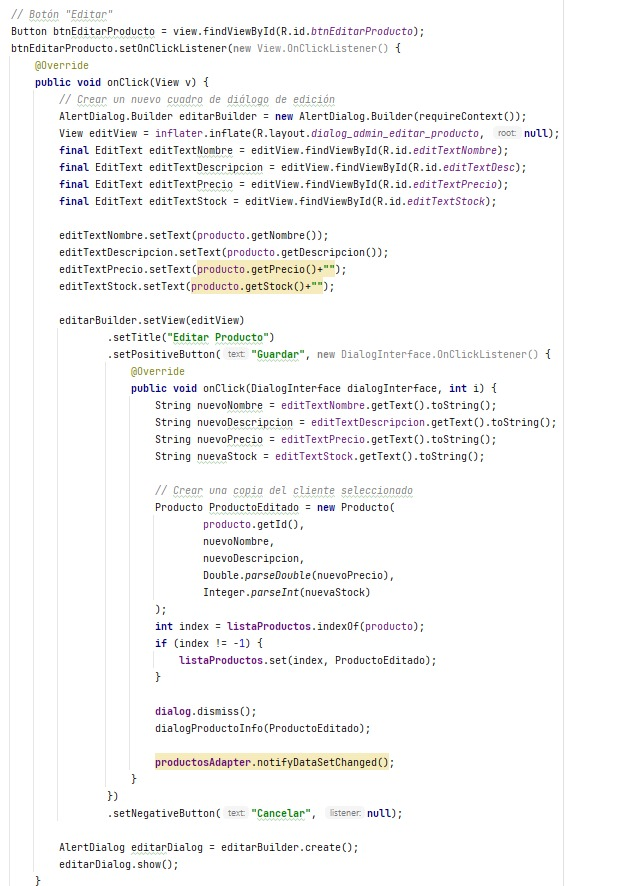 // Botón "Editar"
Button btnEditarProducto = view.findViewById(R.id.btnEditarProducto);
btnEditarProducto.setOnClickListener(new View.OnClickListener() {
@Override
public void onClick(View v) {
// Crear un nuevo cuadro de diálogo de edición
AlertDialog.Builder editarBuilder = new AlertDialog.Builder(requireContext());
View editView = inflater.inflate(R.layout.dialog_admin_editar_producto, root: null);
final EditText editTextNombre = editView.findViewById(R.id.editTextNombre);
final EditText editTextDescripcion = editView.findViewById(R.id.editTextDesc);
final EditText editTextPrecio = editView.findViewById(R.id.editTextPrecio);
final EditText editTextStock = editView.findViewById(R.id.editTextStock);
editTextNombre.setText(producto.getNombre());
editTextDescripcion.setText(producto.getDescripcion());
editTextPrecio.setText(producto.getPrecio()+"");
editTextStock.setText(producto.getStock()+"");
editarBuilder.setView(editView)
.setTitle("Editar Producto")
.setPositiveButton( text: "Guardar", new DialogInterface.OnClickListener() {
@Override
public void onClick(DialogInterface dialogInterface, int i) {
String nuevoNombre = editTextNombre.getText().toString();
String nuevoDescripcion = editTextDescripcion.getText().toString();
String nuevoPrecio = editTextPrecio.getText().toString();
String nuevaStock = editTextStock.getText().toString();
// Crear una copia del cliente seleccionado
Producto ProductoEditado = new Producto(
producto.getId(),
nuevoNombre,
nuevoDescripcion,
Double.parseDouble(nuevoPrecio),
Integer.parseInt(nuevaStock)
);
int index = listaProductos.indexOf(producto);
if (index != -1) {
listaProductos.set(index, ProductoEditado);
}
dialog.dismiss();
dialogProductoInfo(ProductoEditado);
productosAdapter.notifyDataSetChanged();
}
})
.setNegativeButton( text: "Cancelar", listener: null);
AlertDialog editarDialog = editarBuilder.create();
editarDialog.show();
}